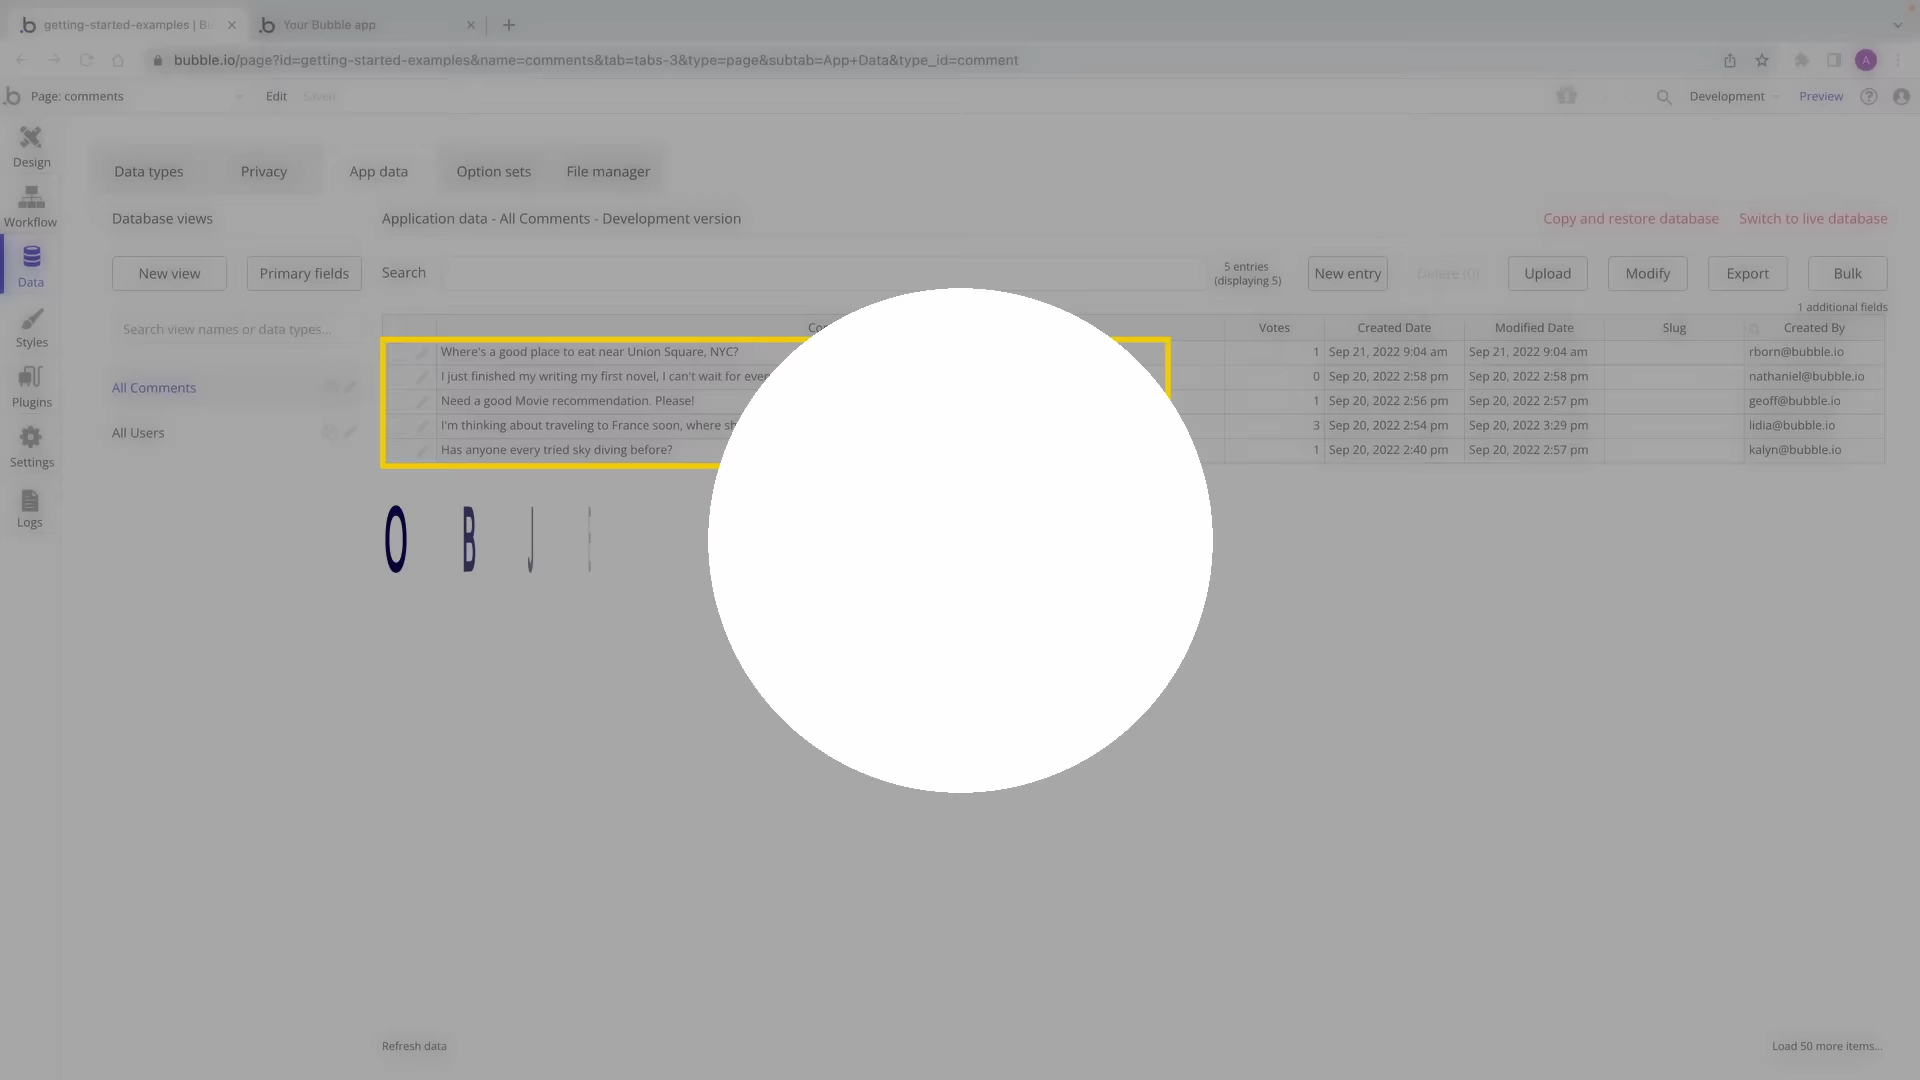 getting-started-examples | Bu
Your Bubble app
bubble.io/page?id=getting-started-examples&name=comments&tab=tabs-3&type=page&subtab=App+Data&type_id=comment
A
Page: comments
Edit
Saved
Development
Preview
Design
Workflow
Data
Styles
Plugins
Settings
Logs
Data types
Privacy
App data
Option sets
File manager
Database views
Application data - All Comments - Development version
Copy and restore database
Switch to live database
New view
Primary fields
Search
5 entries
(displaying 5)
New entry
Delete (0)
Upload
Modify
Export
Bulk
1 additional fields
Search view names or data types...
All Comments
All Users
Votes
Created Date
Modified Date
Slug
Created By
Where's a good place to eat near Union Square, NYC? 1 Sep 21, 2022 9:04 am Sep 21, 2022 9:04 am rborn@bubble.io
I just finished my writing my first novel, I can't wait for 0 Sep 20, 2022 2:58 pm Sep 20, 2022 2:58 pm nathaniel@bubble.io
Need a good Movie recommendation. Please! 1 Sep 20, 2022 2:56 pm Sep 20, 2022 2:57 pm geoff@bubble.io
I'm thinking about traveling to France soon, where 3 Sep 20, 2022 2:54 pm Sep 20, 2022 3:29 pm lidia@bubble.io
Has anyone every tried sky diving before? 1 Sep 20, 2022 2:40 pm Sep 20, 2022 2:57 pm kalyn@bubble.io
O B J
Refresh data
Load 50 more items...